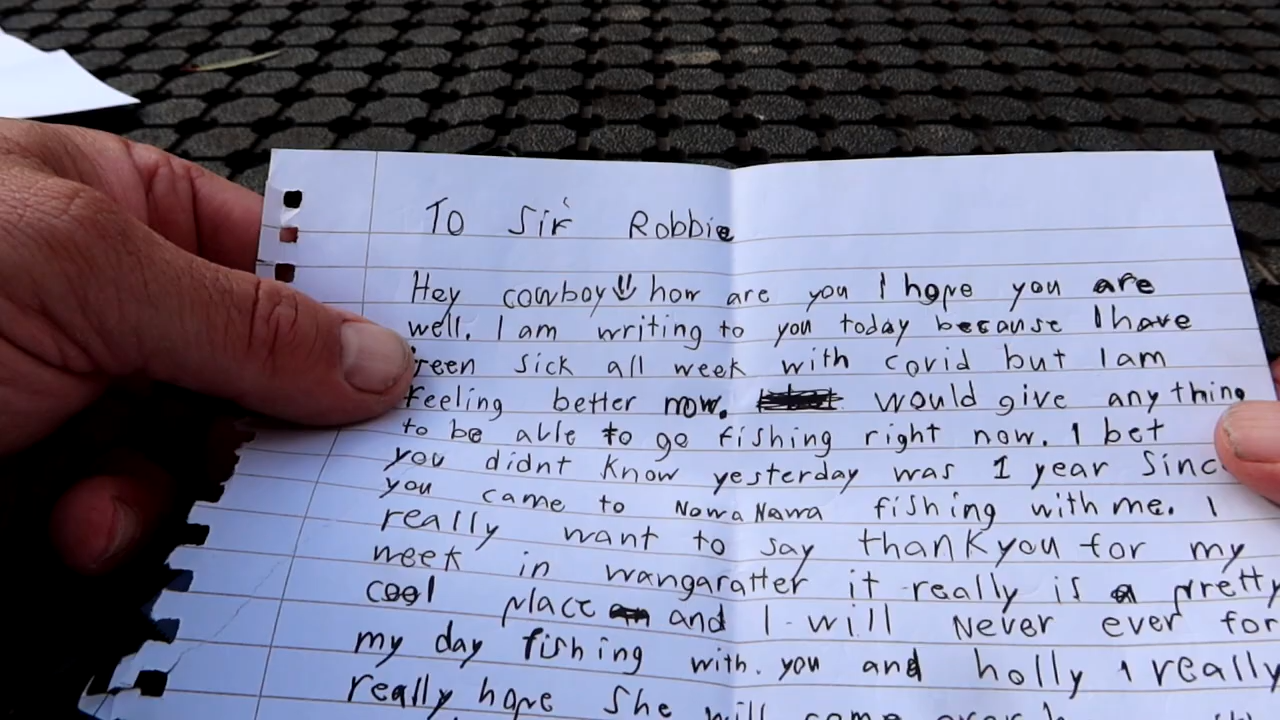 To Sir Robbie
Hey cowboy how are you I hope you are
well. I am writing to you today because I have
been sick all week with covid but I am
feeling better now. would give any thing
to be able to go fishing right now. I bet
you didnt know yesterday was 1 year Sinc
you came to NowaNawa fishing with me. I
really want to say thankyou for my
week in wangaratter it really is a pretty
cool place and I will Never ever for
my day fishing with. you and holly I really
really hope She will come